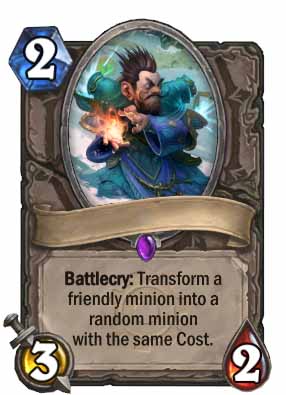 2
Battlecry: Transform a
friendly minion into a
random minion
with the same Cost.
3
2